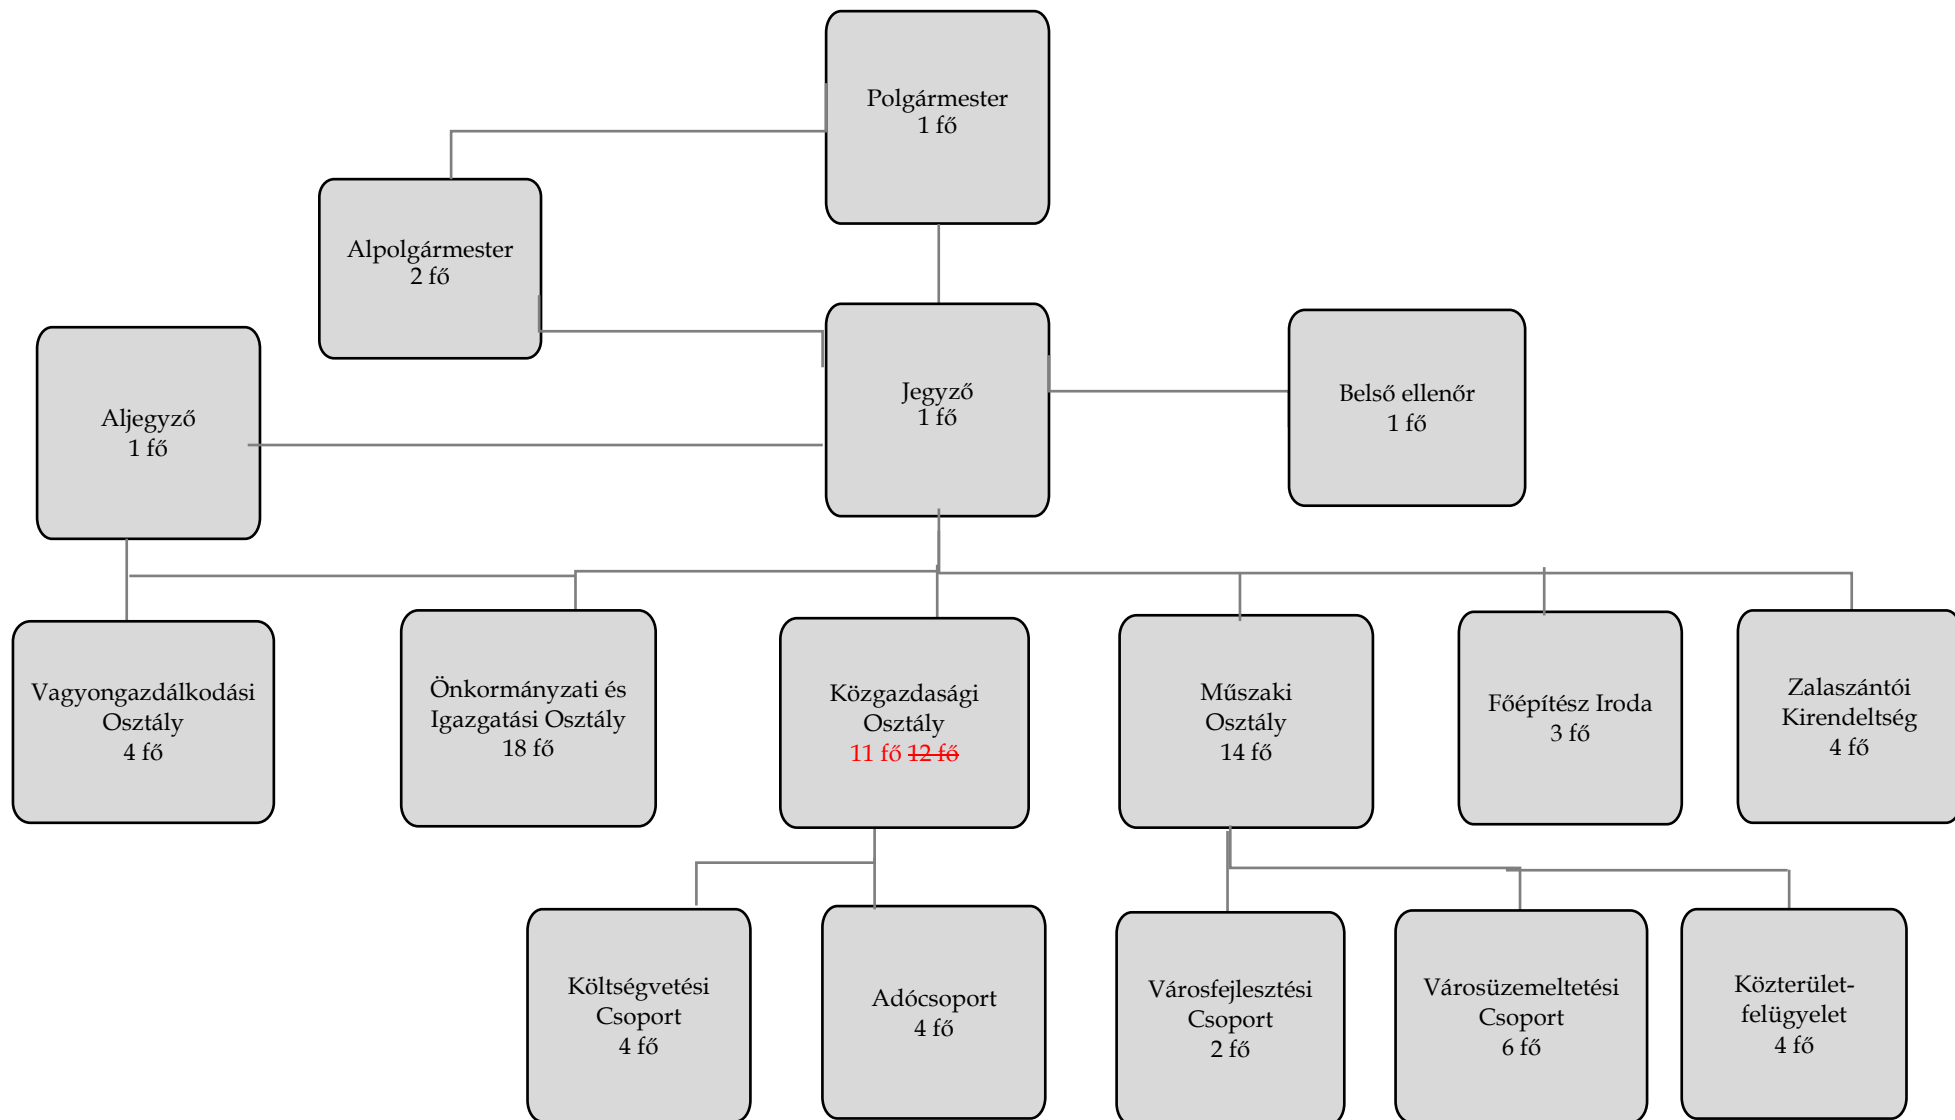 Polgármester
1 fő
Alpolgármester
2 fő
Aljegyző
1 fő
Jegyző
1 fő
Belső ellenőr
1 fő
Vagyongazdálkodási
Osztály
4 fő
Önkormányzati és
Igazgatási Osztály
18 fő
Közgazdasági
Osztály
11 fő 12 fő
Műszaki
Osztály
14 fő
Főépítész Iroda
3 fő
Zalaszántói
Kirendeltség
4 fő
Költségvetési
Csoport
4 fő
Adócsoport
4 fő
Városfejlesztési
Csoport
2 fő
Városüzemeltetési
Csoport
6 fő
Közterület-
felügyelet
4 fő